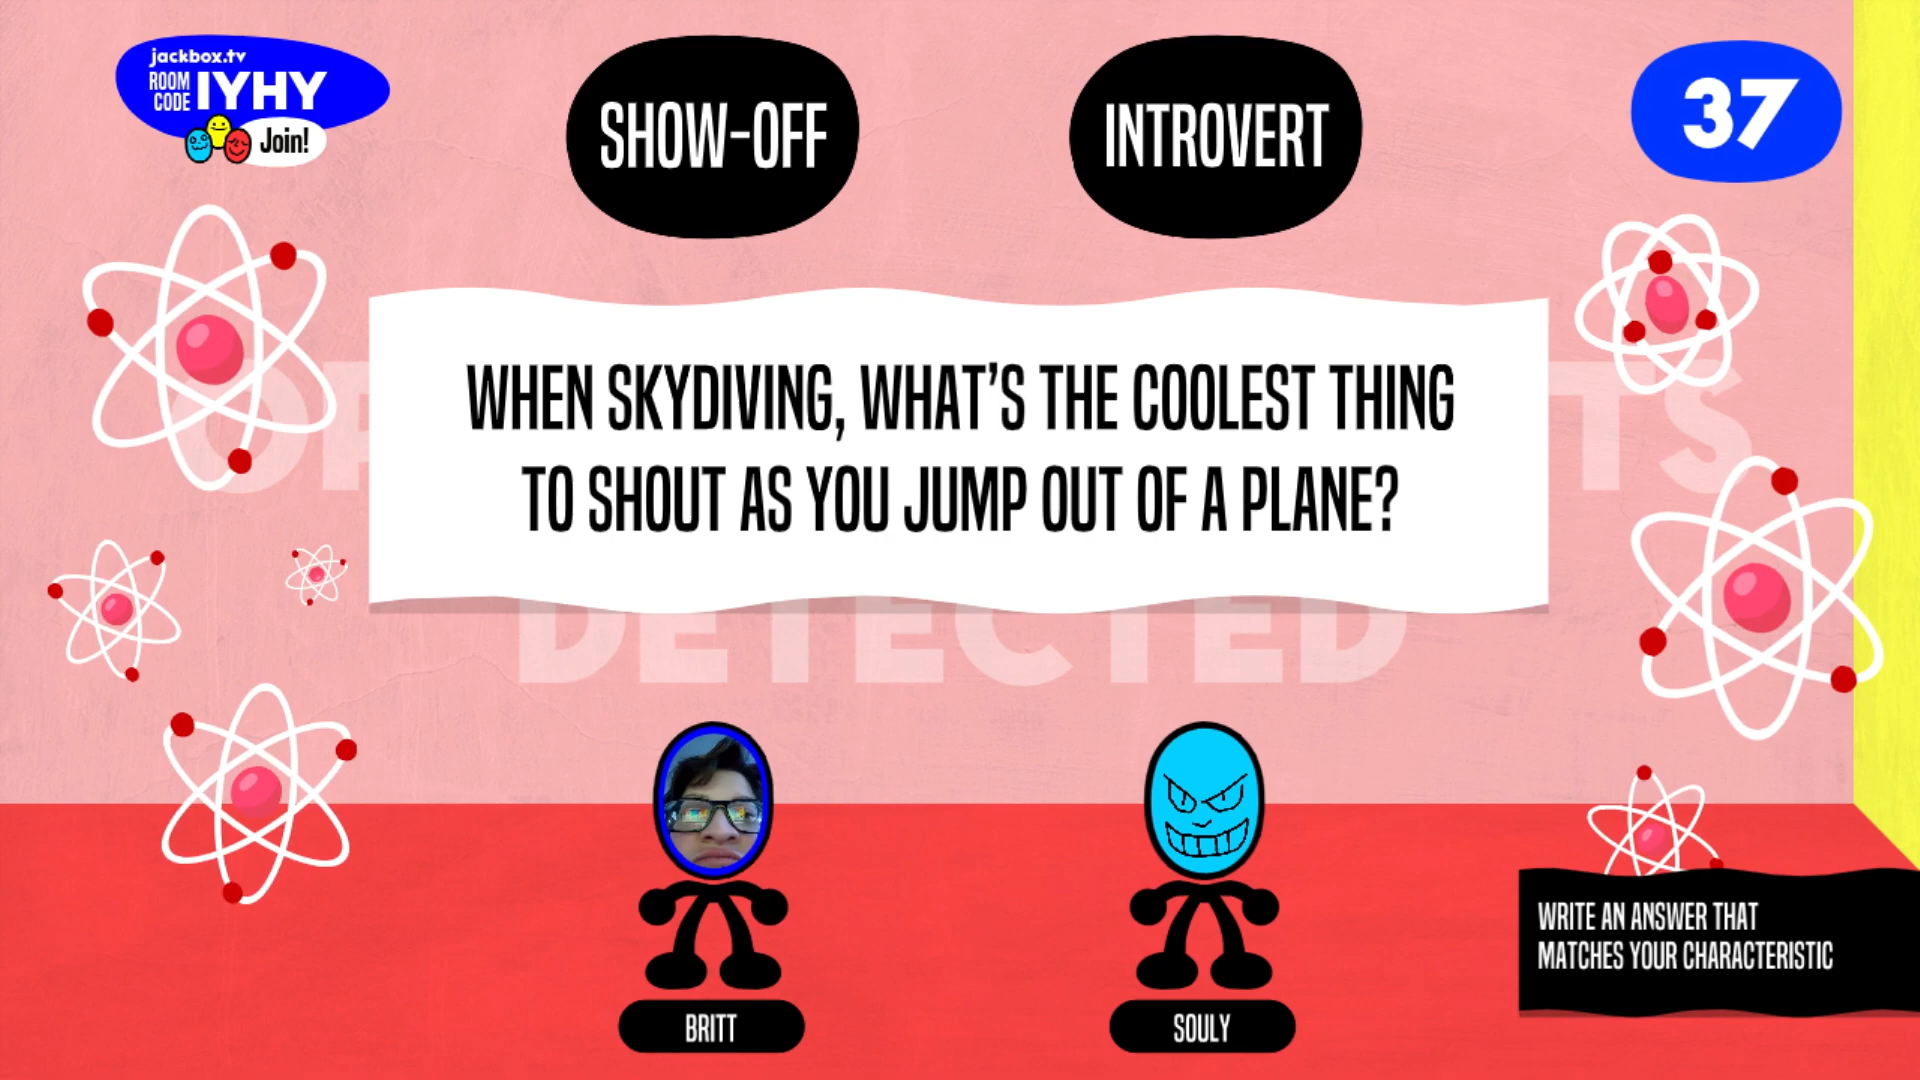 jackbox.tv
ROOM CODE IYHY
Join!
SHOW-OFF
INTROVERT
37
WHEN SKYDIVING, WHAT'S THE COOLEST THING
TO SHOUT AS YOU JUMP OUT OF A PLANE?
DETECTED
WRITE AN ANSWER THAT
MATCHES YOUR CHARACTERISTIC
BRITT
SOULY